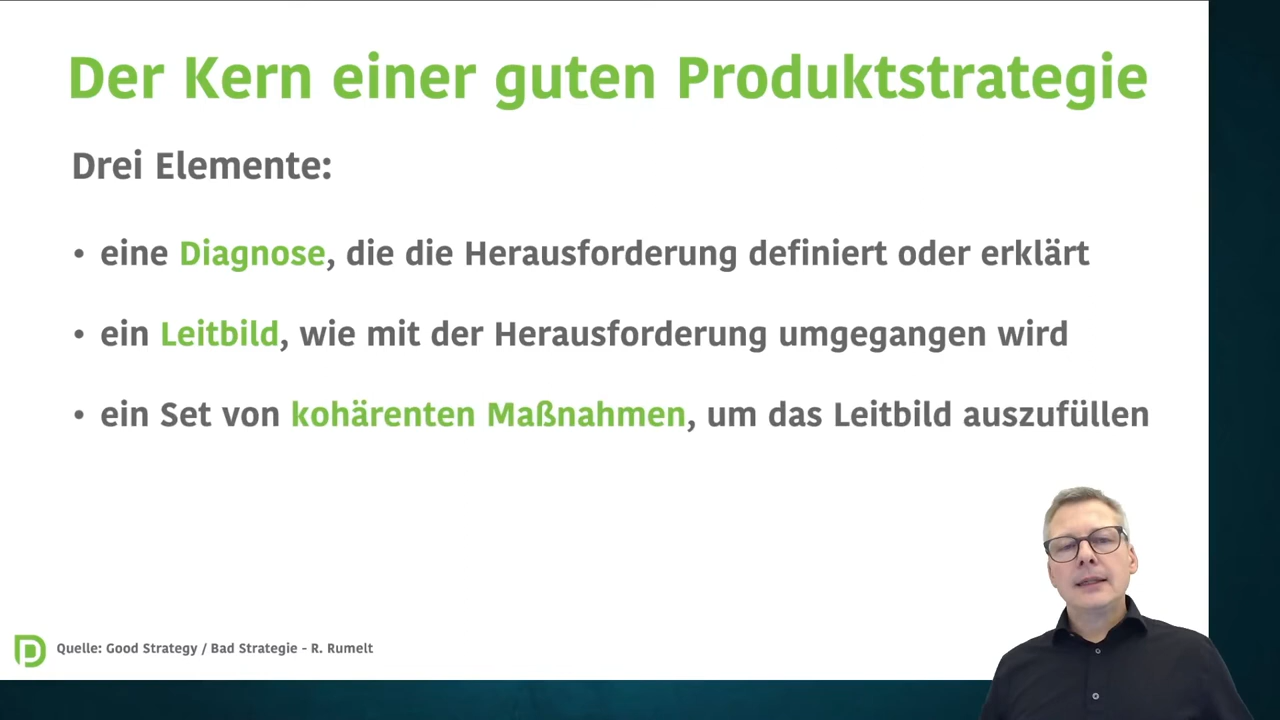 Der Kern einer guten Produktstrategie
Drei Elemente:
• eine Diagnose, die die Herausforderung definiert oder erklärt
• ein Leitbild, wie mit der Herausforderung umgegangen wird
• ein Set von kohärenten Maßnahmen, um das Leitbild auszufüllen
Quelle: Good Strategy / Bad Strategie - R. Rumelt